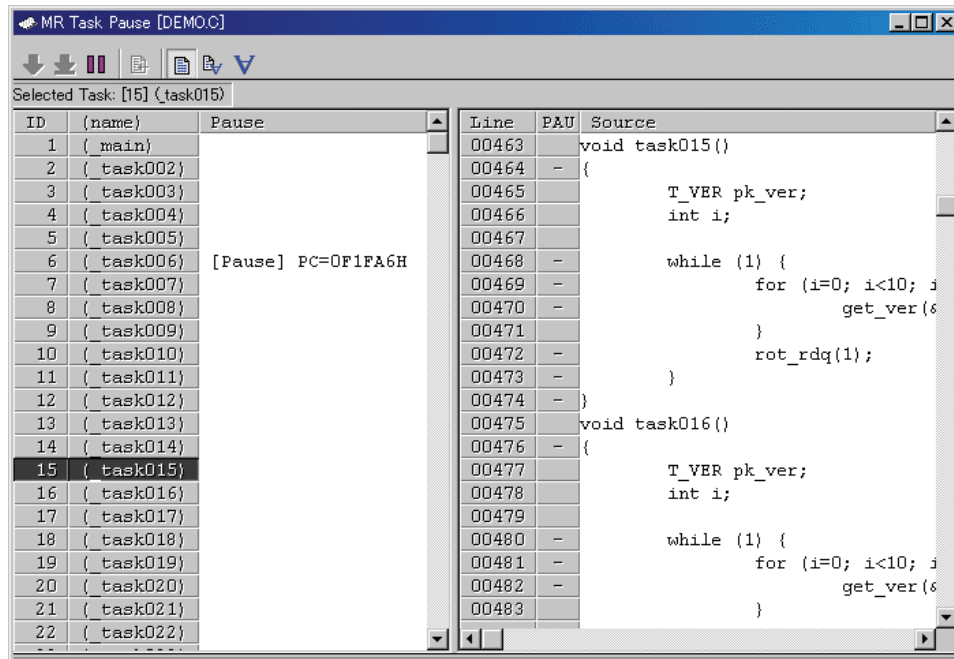 MR Task Pause [DEMO.C]
Selected Task: [15] (_task015)
ID (name) Pause
1 (_main)
2 (_task002)
3 (_task003)
4 (_task004)
5 (_task005)
6 (_task006) [Pause] PC=0F1FA6H
7 (_task007)
8 (_task008)
9 (_task009)
10 (_task010)
11 (_task011)
12 (_task012)
13 (_task013)
14 (_task014)
15 (_task015)
16 (_task016)
17 (_task017)
18 (_task018)
19 (_task019)
20 (_task020)
21 (_task021)
22 (_task022)
Line PAU Source
00463 void task015()
00464 - {
00465 T_VER pk_ver;
00466 int i;
00467
00468 - while (1) {
00469 - for (i=0; i<10; i
00470 - get_ver(&
00471 }
00472 - rot_rdq(1);
00473 - }
00474 - }
00475 void task016()
00476 - {
00477 T_VER pk_ver;
00478 int i;
00479
00480 - while (1) {
00481 - for (i=0; i<10; i
00482 - get_ver(&
00483 }